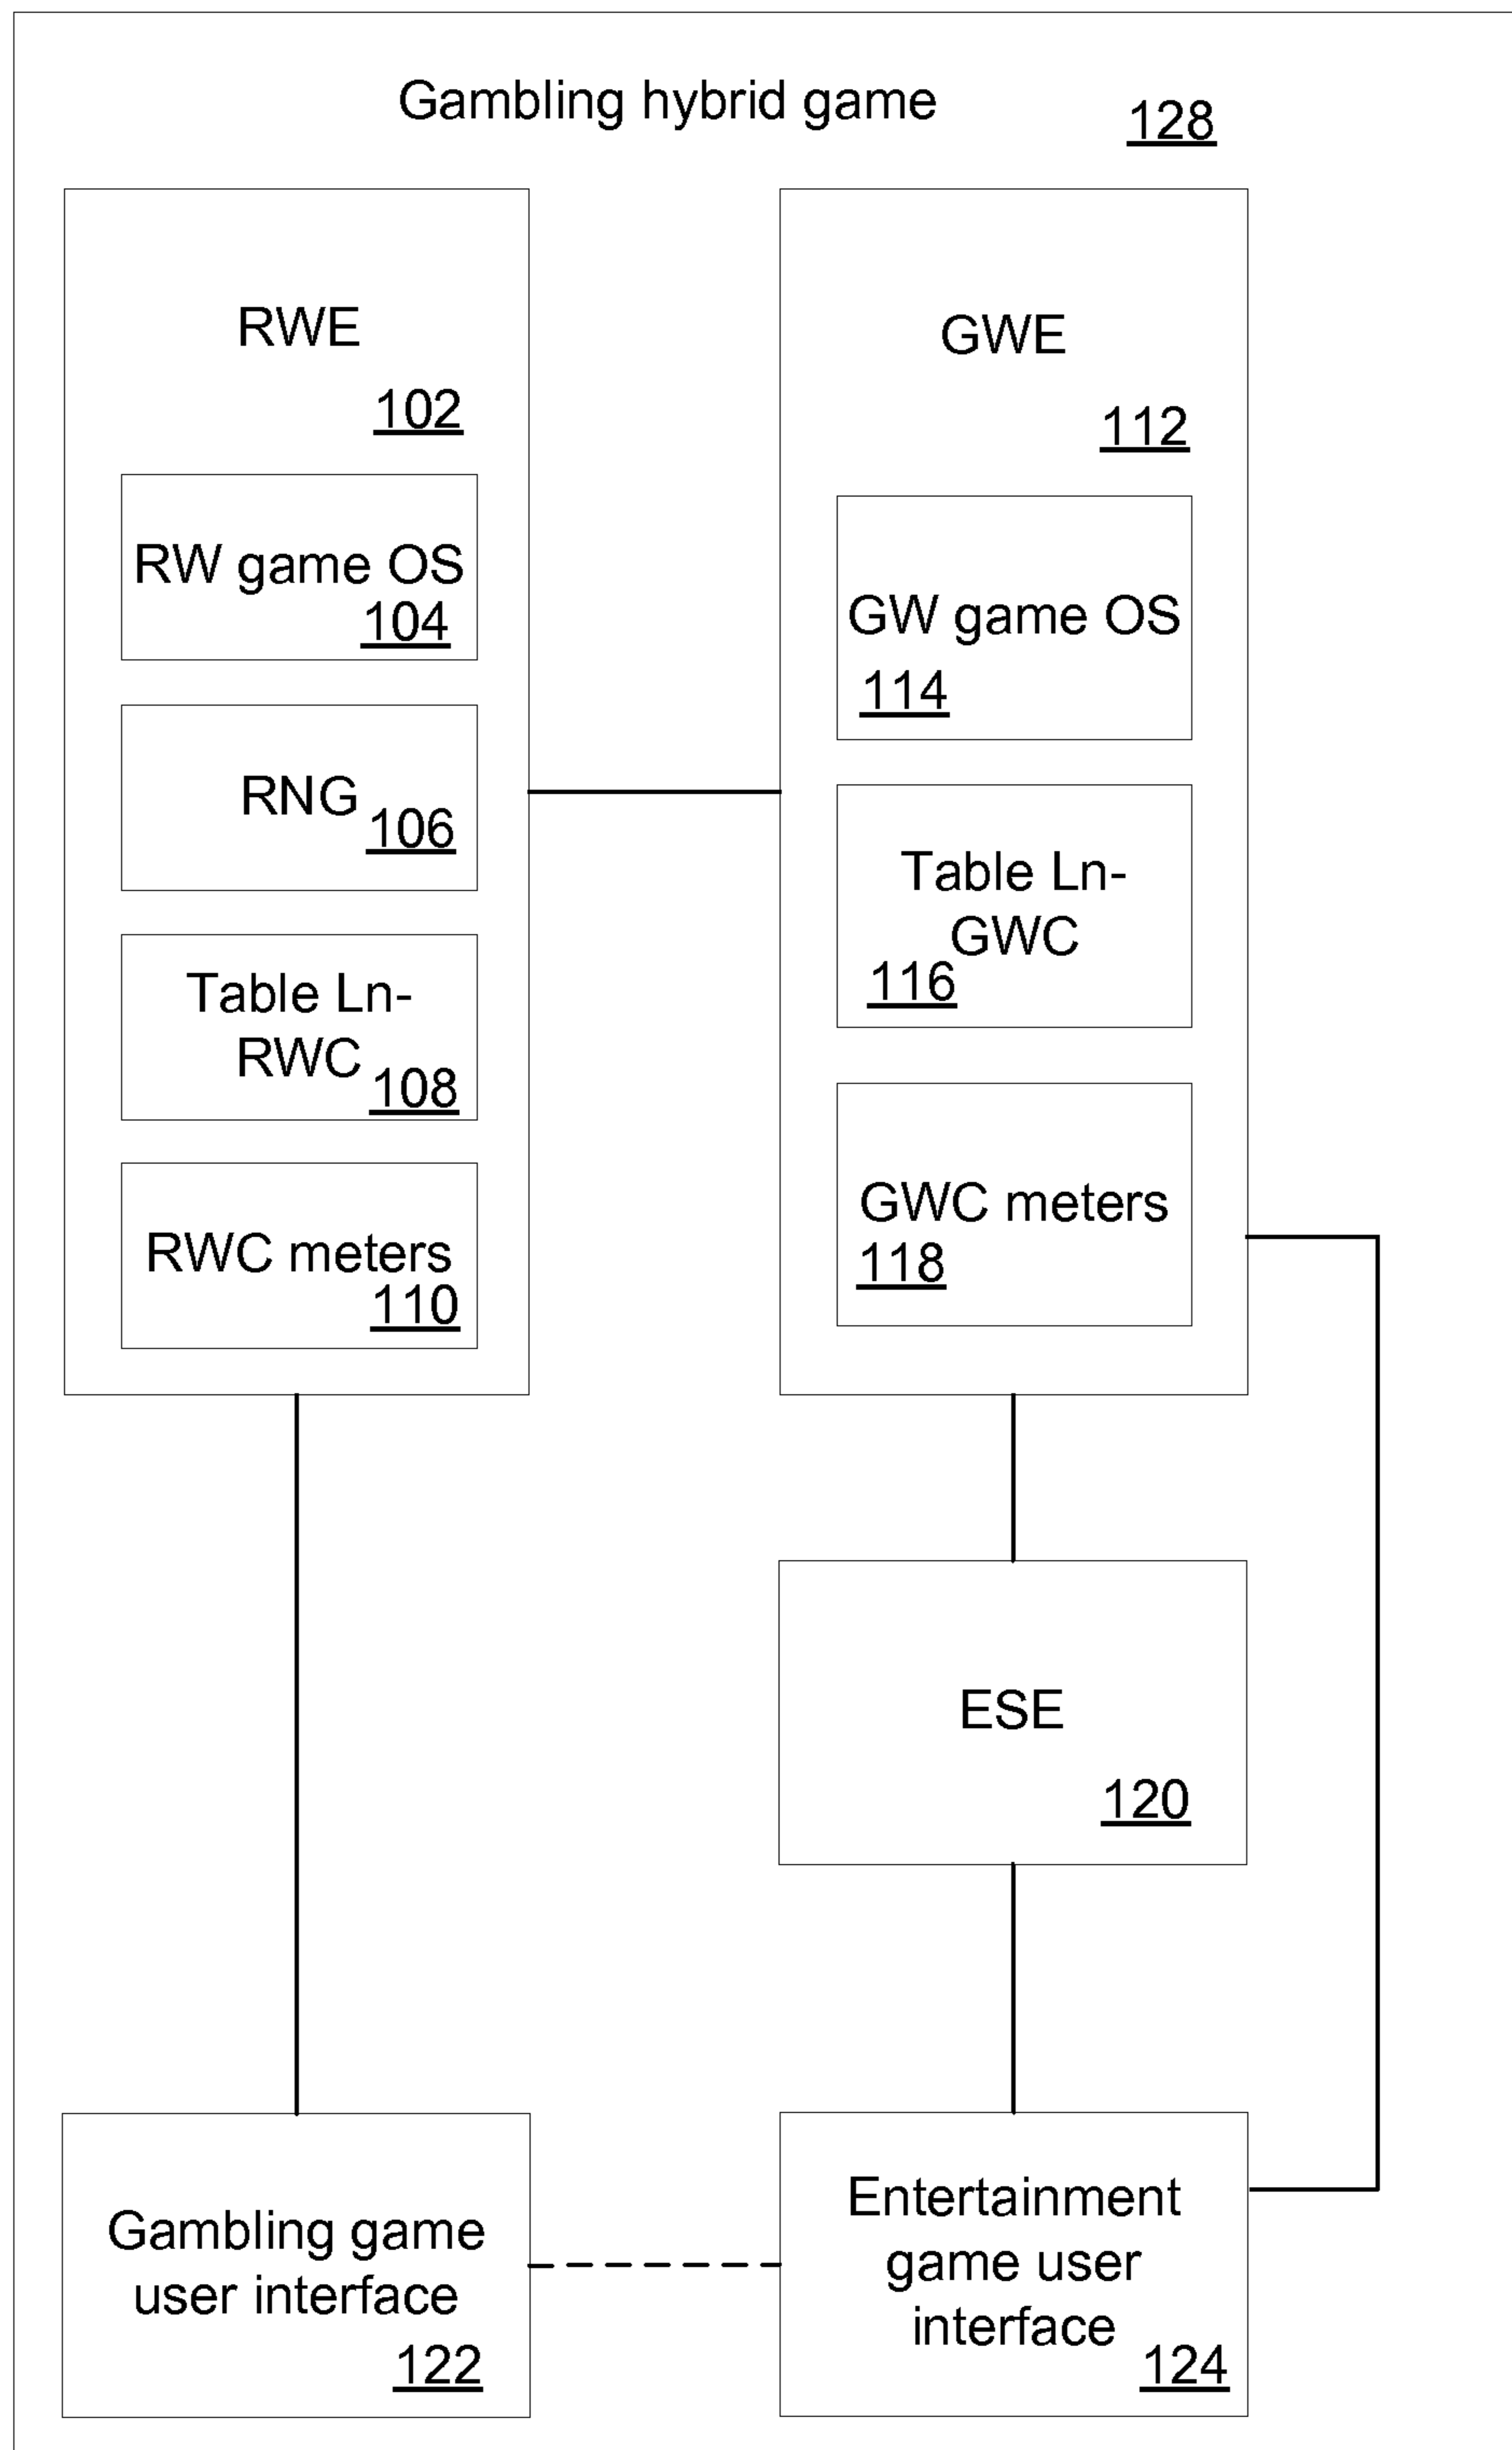 Gambling hybrid game
128
RWE
102
RW game OS
104
RNG
106
Table Ln-
RWC
108
RWC meters
110
GWE
112
GW game OS
114
Table Ln-
GWC
116
GWC meters
118
ESE
120
Gambling game
user interface
122
Entertainment
game user
interface
124